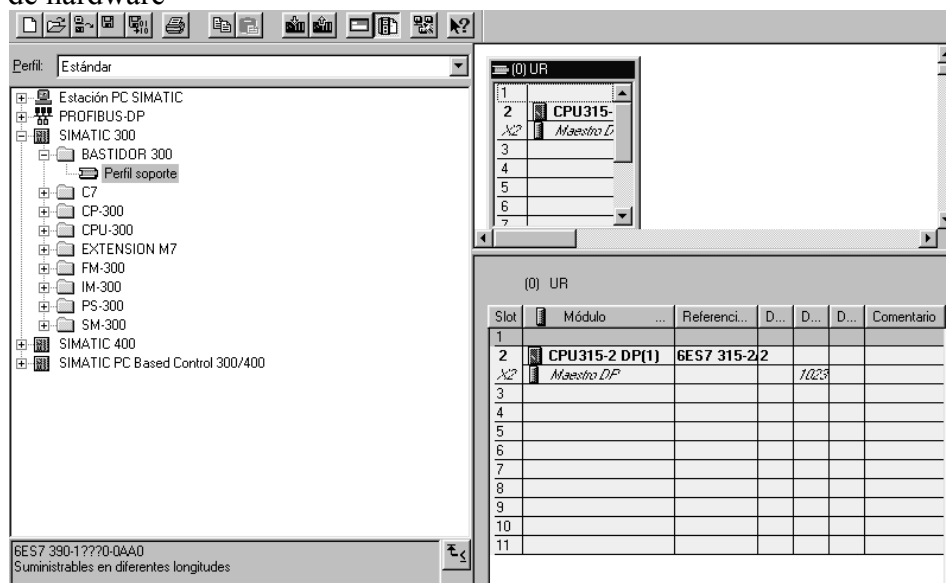 de hardware
Perfil:
Estándar
Estación PC SIMATIC
PROFIBUS-DP
SIMATIC 300
BASTIDOR 300
Perfil soporte
C7
CP-300
CPU-300
EXTENSION M7
FM-300
IM-300
PS-300
SM-300
SIMATIC 400
SIMATIC PC Based Control 300/400
6ES7 390-1???0-0AA0
Suministrables en diferentes longitudes
(0) UR
1
2 CPU315-
X2 Maestro D
3
4
5
6
7
(0) UR
Slot Módulo ... Referenci... D... D... D... Comentario
1
2 CPU315-2 DP(1) 6ES7 315-2/2
X2 Maestro DP 1023
3
4
5
6
7
8
9
10
11